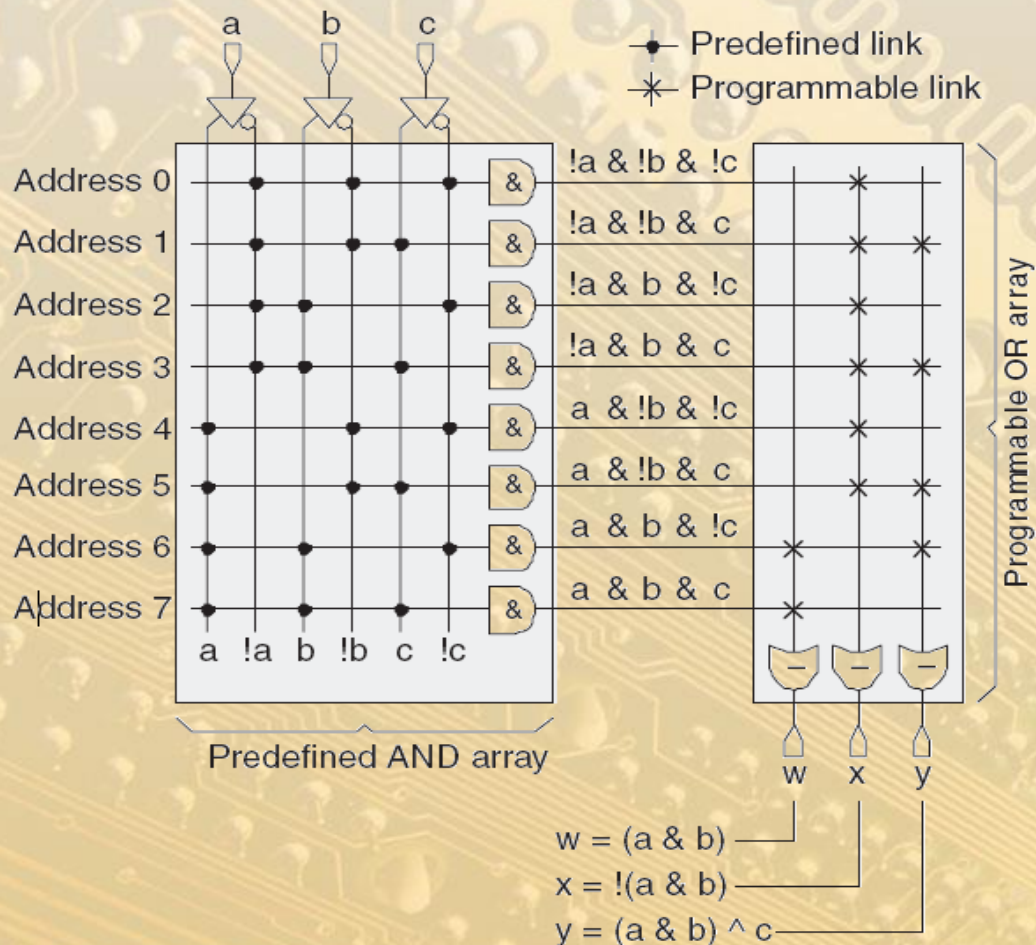 a b c
Predefined link
Programmable link
Address 0 & !a & !b & !c
Address 1 & !a & !b & c
Address 2 & !a & b & !c
Address 3 & !a & b & c
Address 4 & a & !b & !c
Address 5 & a & !b & c
Address 6 & a & b & !c
Address 7 & a & b & c
a !a b !b c !c
Predefined AND array
Programmable OR array
w x y
w = (a & b)
x = !(a & b)
y = (a & b) ^ c